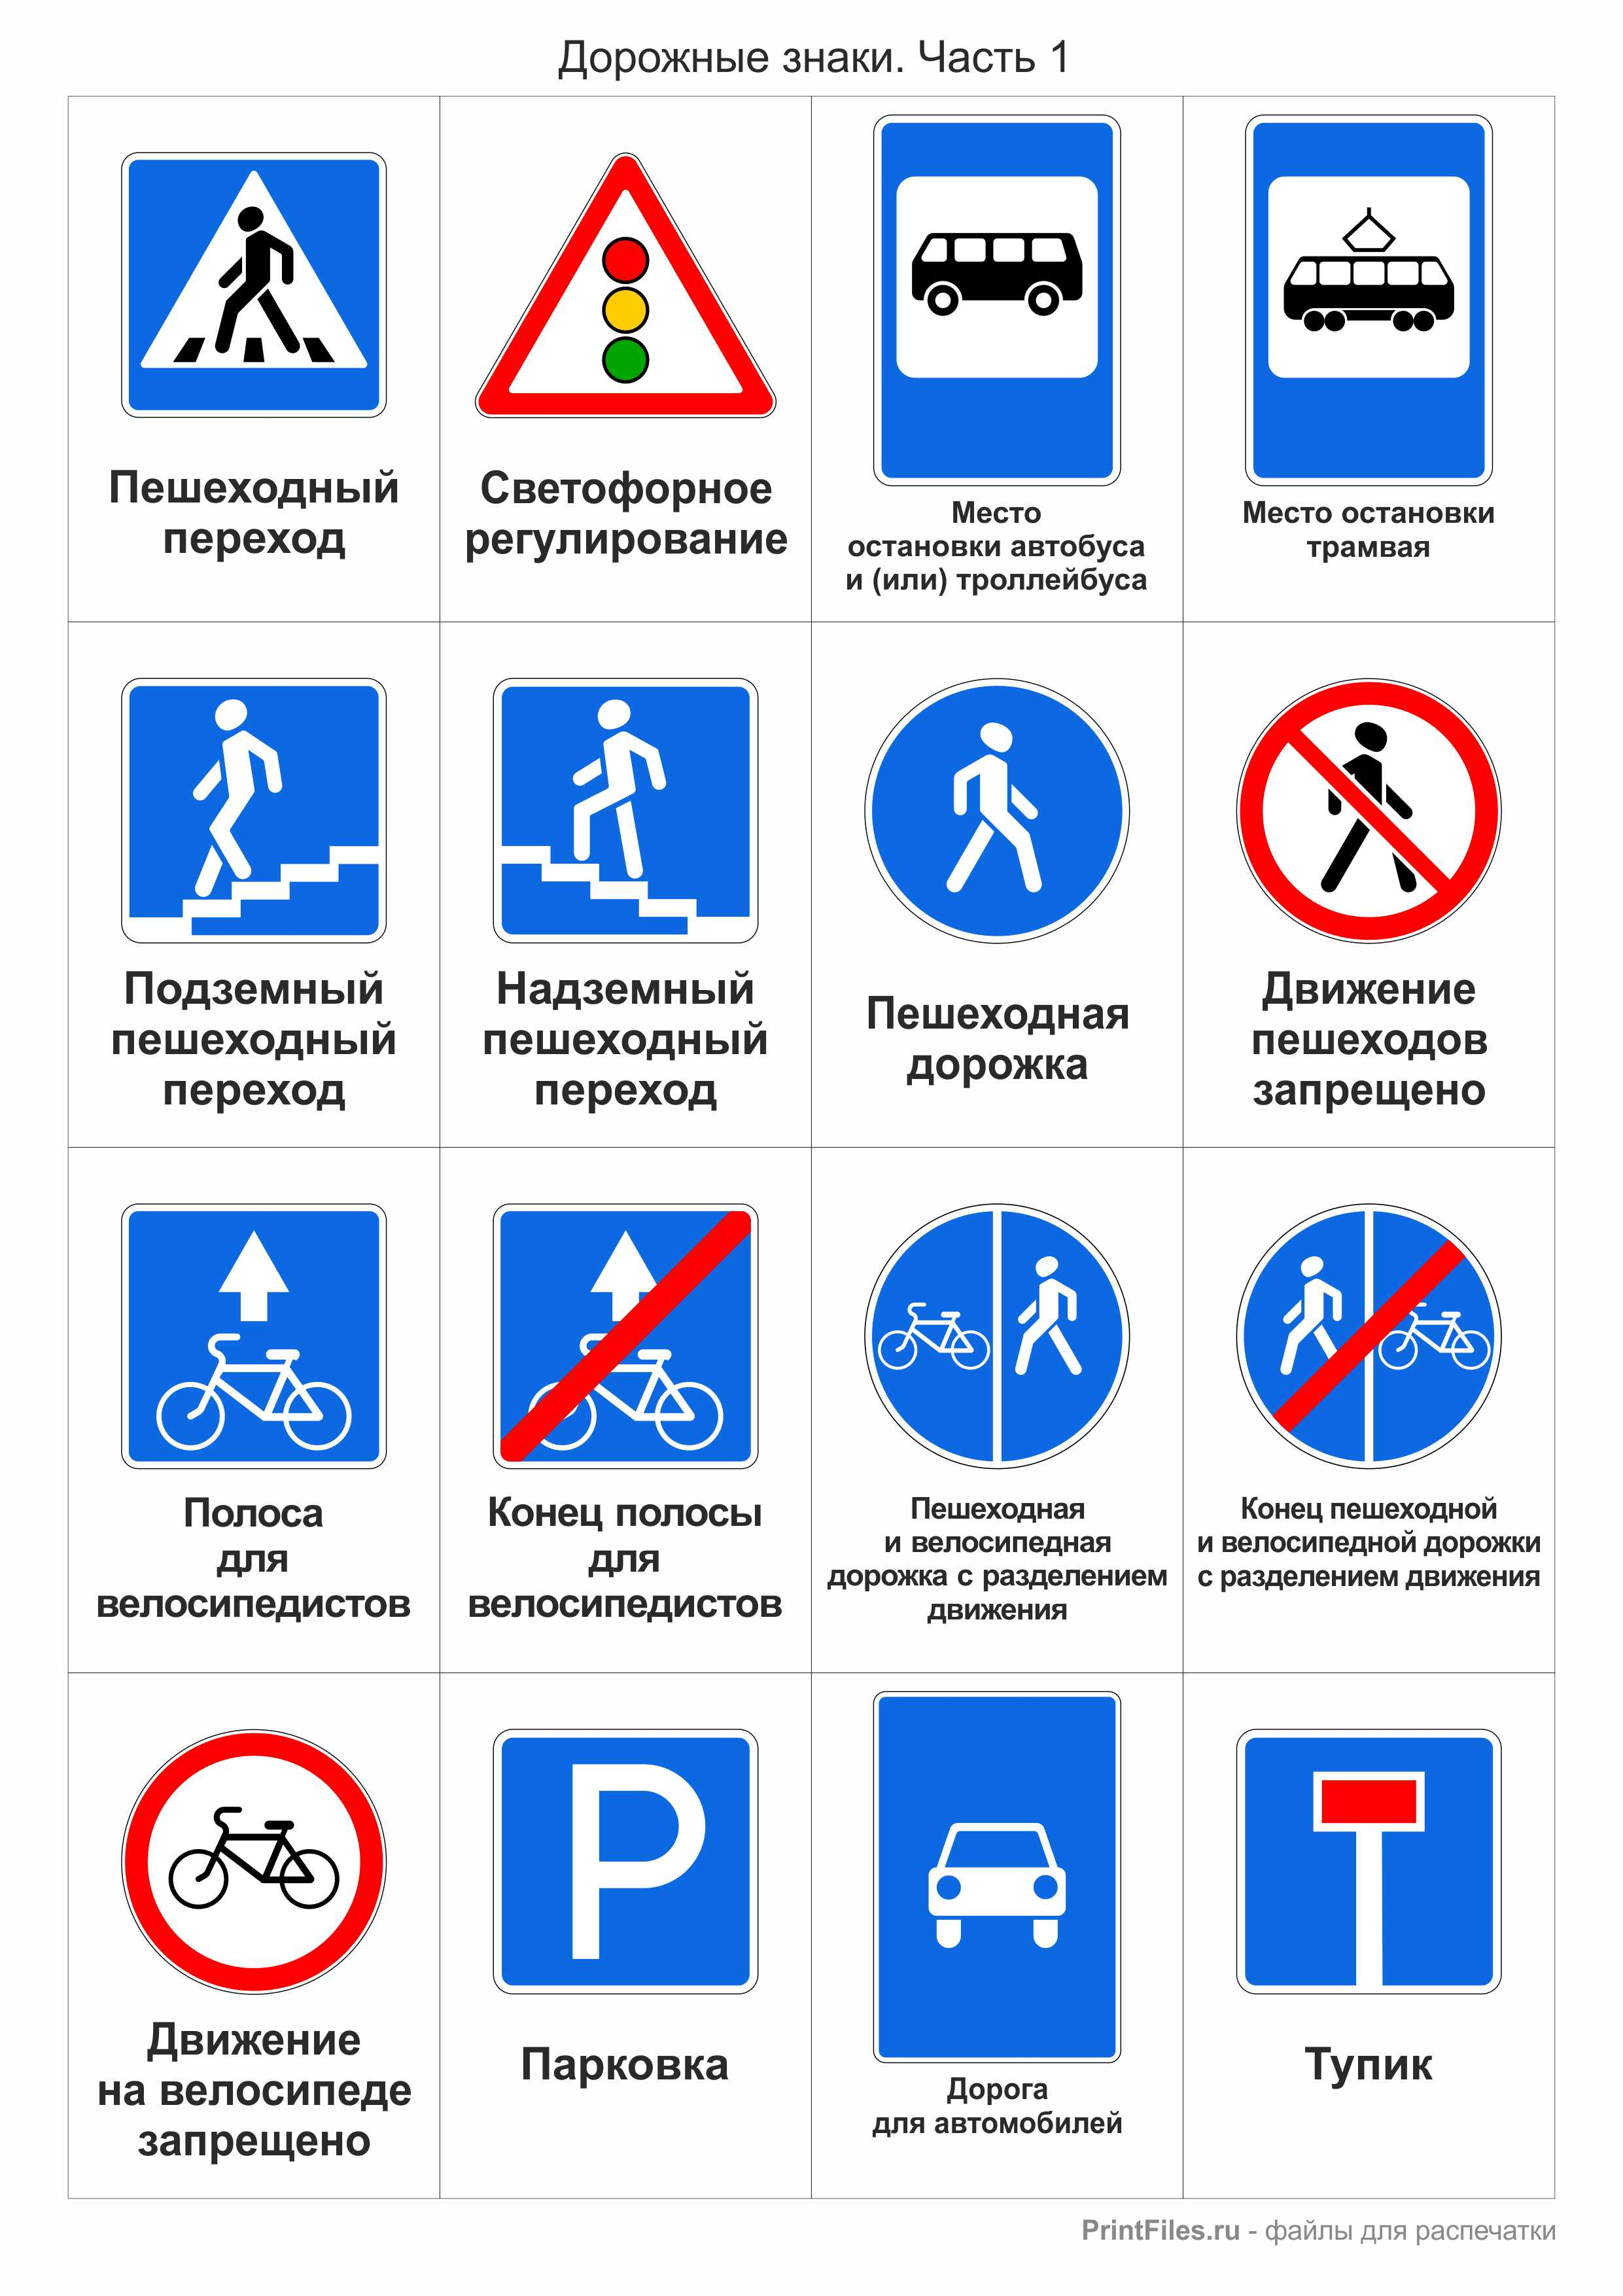 Дорожные знаки. Часть 1
Пешеходный
переход
Светофорное
регулирование
Место
остановки автобуса
и (или) троллейбуса
Место остановки
трамвая
Подземный
пешеходный
переход
Надземный
пешеходный
переход
Пешеходная
дорожка
Движение
пешеходов
запрещено
Полоса
для
велосипедистов
Конец полосы
для
велосипедистов
Пешеходная
и велосипедная
дорожка с разделением
движения
Конец пешеходной
и велосипедной дорожки
с разделением движения
Движение
на велосипеде
запрещено
P
Парковка
Дорога
для автомобилей
Тупик
PrintFiles.ru - файлы для распечатки